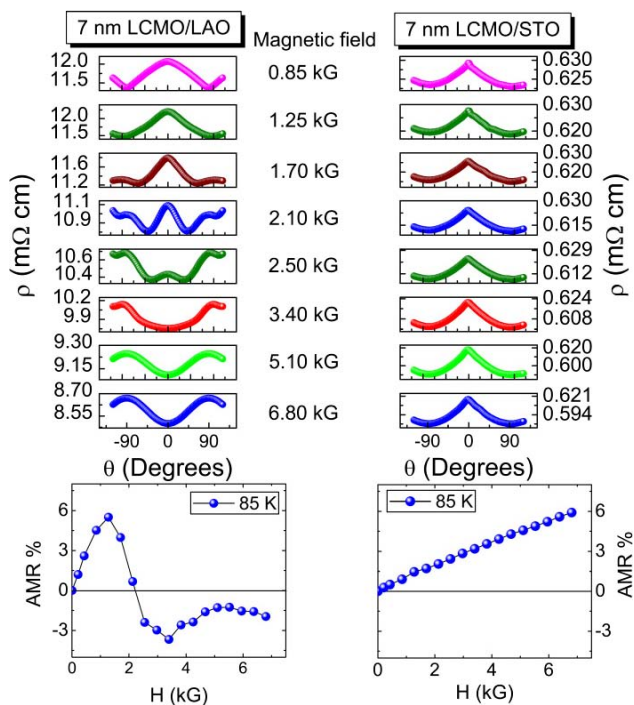 7 nm LCMO/LAO
Magnetic field
7 nm LCMO/STO
12.0
11.5
0.85 kG
0.630
0.625
12.0
11.5
1.25 kG
0.630
0.620
11.6
11.2
1.70 kG
0.630
0.620
11.1
10.9
2.10 kG
0.630
0.615
10.6
10.4
2.50 kG
0.629
0.612
10.2
9.9
3.40 kG
0.624
0.608
9.30
9.15
5.10 kG
0.620
0.600
8.70
8.55
6.80 kG
0.621
0.594
ρ (mΩ cm)
ρ (mΩ cm)
-90 0 90
-90 0 90
θ (Degrees)
θ (Degrees)
85 K
6
3
0
-3
AMR %
0 2 4 6
H (kG)
85 K
6
3
0
-3
AMR %
0 2 4 6
H (kG)